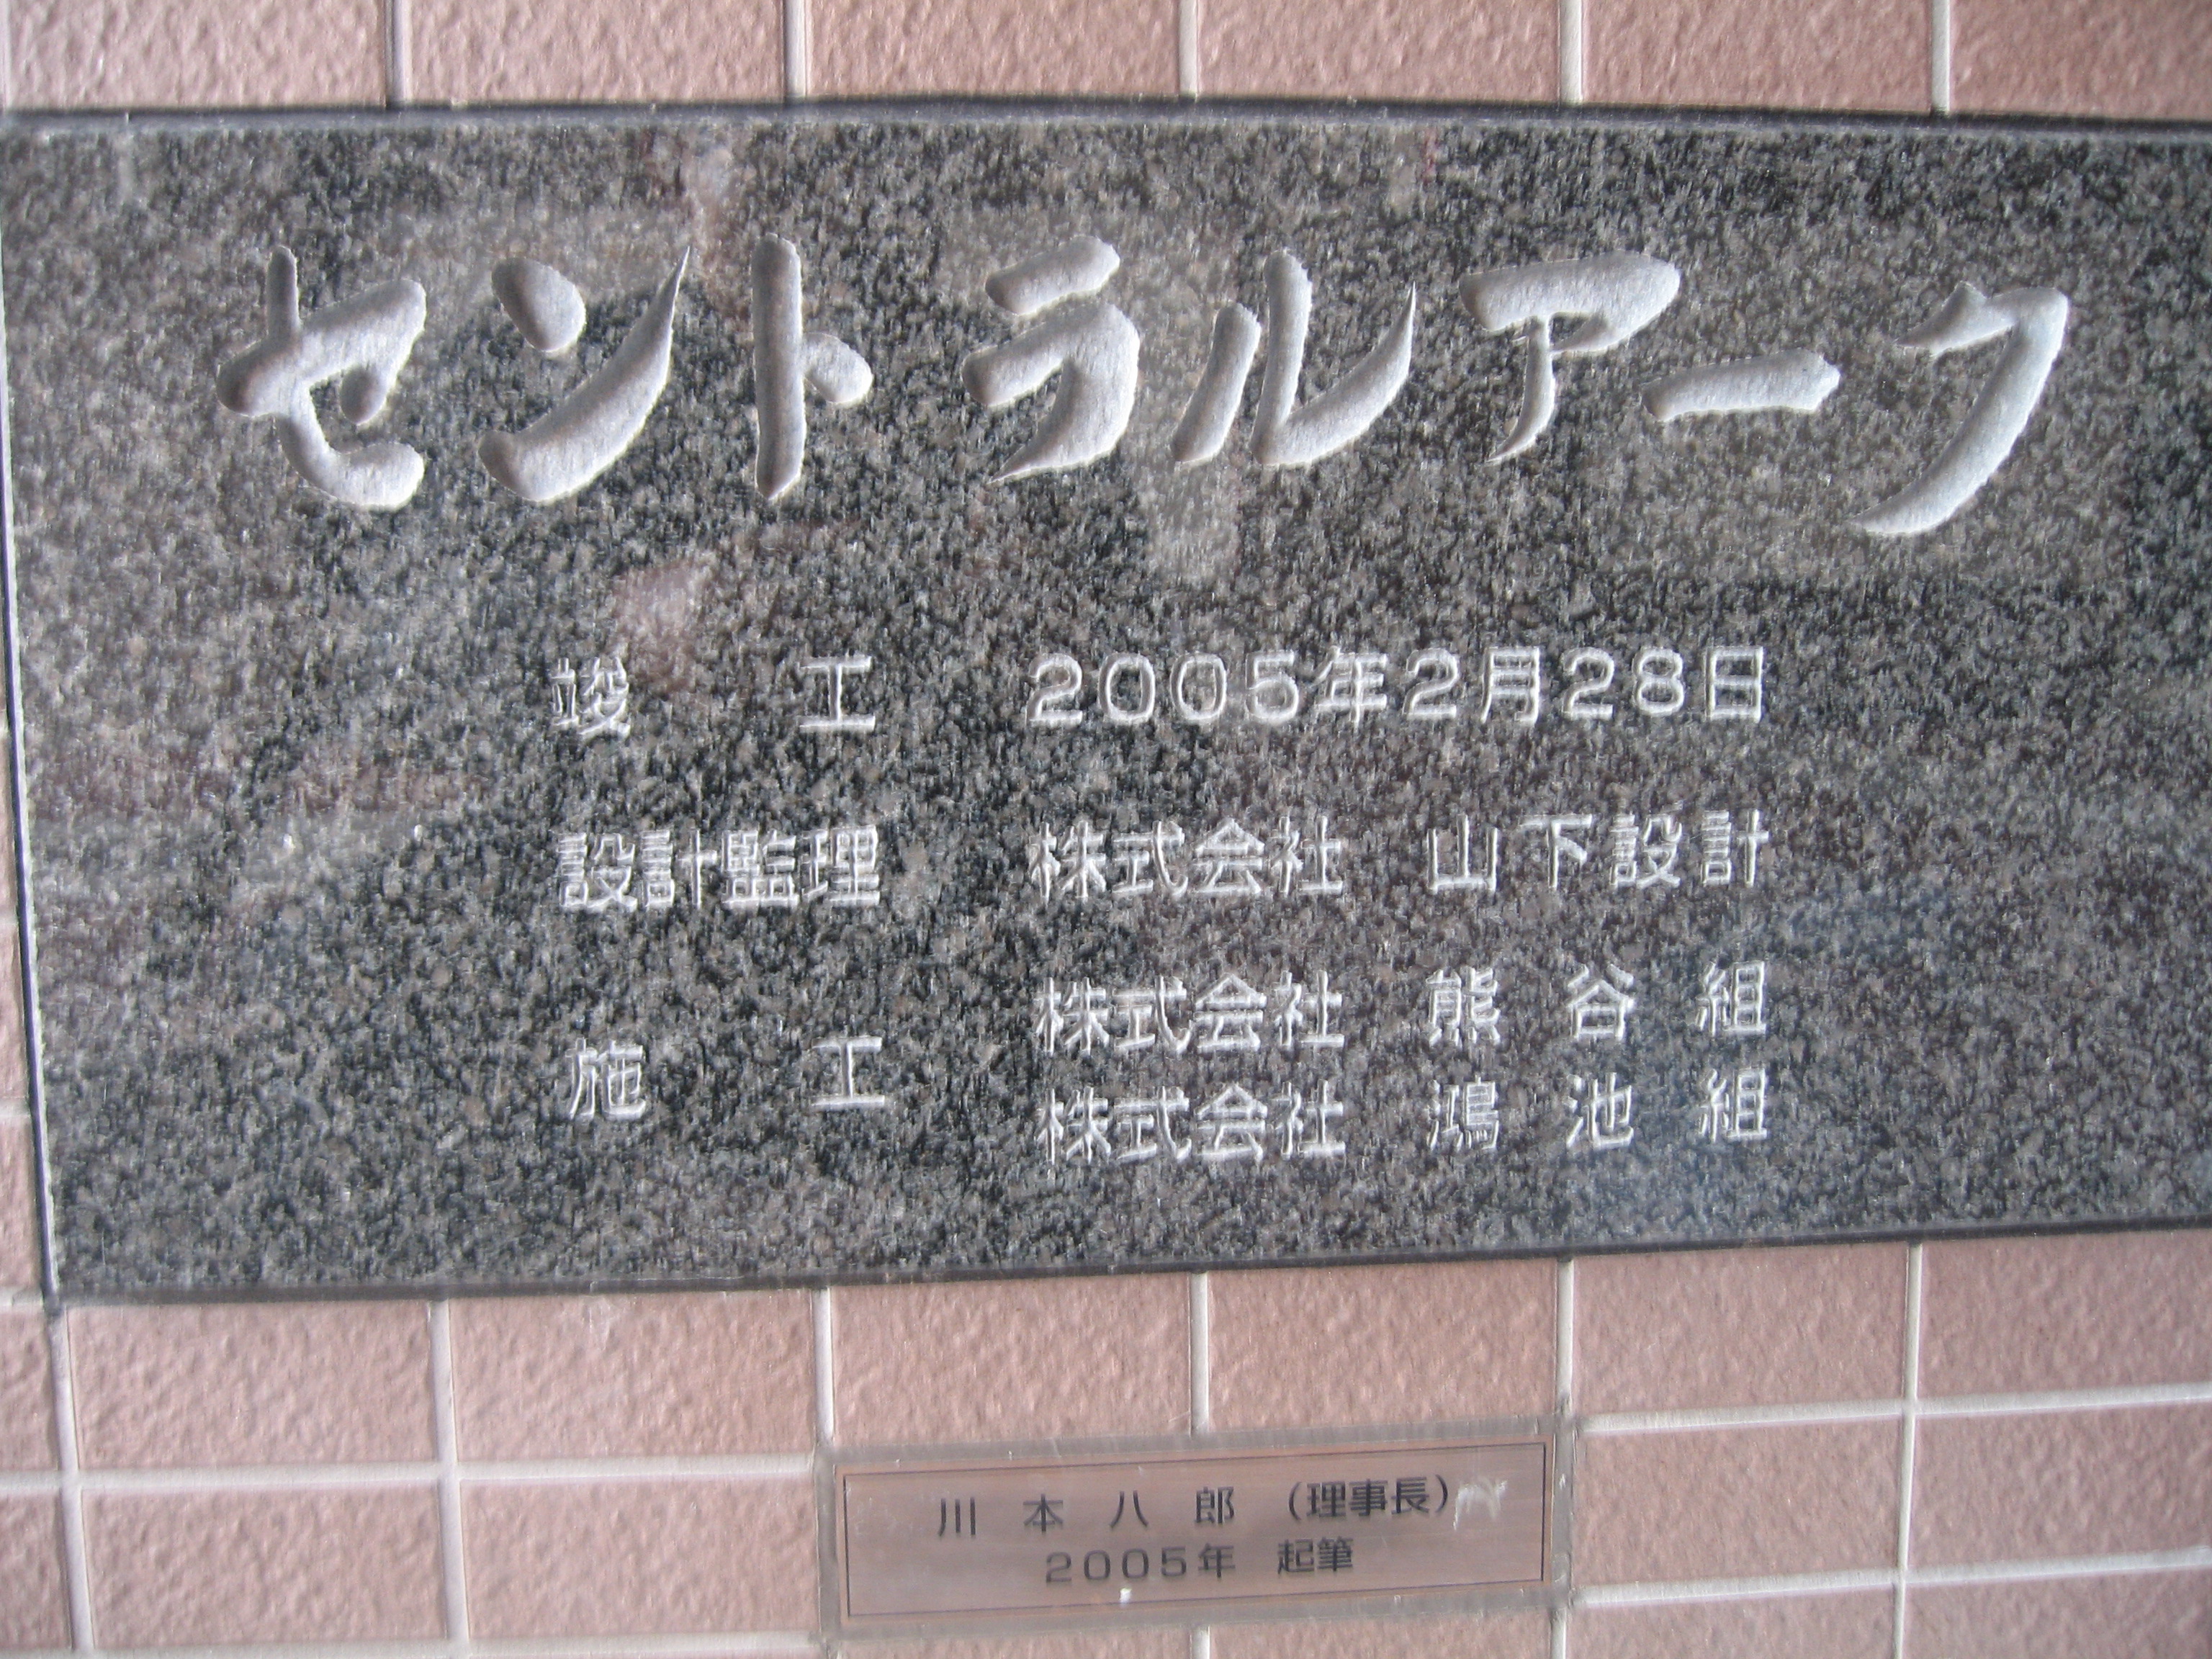 セントラルアーク
竣工 2005年2月28日
設計監理 株式会社 山下設計
施工 株式会社 熊谷組
株式会社 鴻池組
川本八郎 (理事長)
2005年 起筆